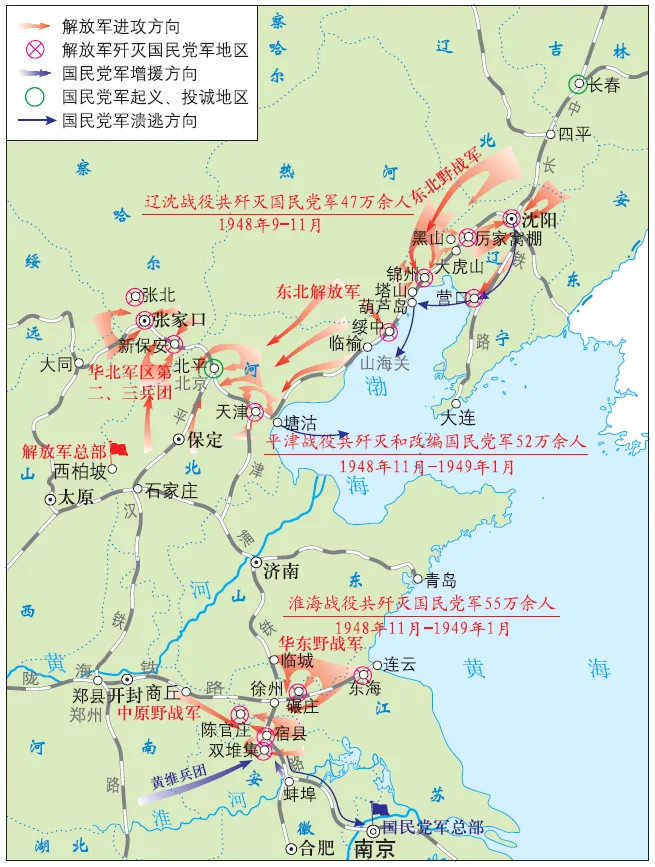 解放军进攻方向
解放军歼灭国民党军地区
国民党军增援方向
国民党军起义、投诚地区
国民党军溃逃方向
察
哈
尔
辽
吉
林
长春
中
四平
长
北
安
东
察
哈
尔
热
河
东北野战军
辽沈战役共歼灭国民党军47万余人
1948年9-11月
沈阳
黑山
厉家窝棚
大虎山
辽
铁
绥
远
锦州
塔山
葫芦岛
营口
宁
路
东北解放军
张北
张家口
绥中
临榆
山海关
新保安
大同
北平
北京
河
华北军区第
二、三兵团
渤
海
大连
天津
塘沽
平
保定
平津战役共歼灭和改编国民党军52万余人
1948年11月-1949年1月
解放军总部
西柏坡
北
津
山
太原
石家庄
汉
浦
济南
青岛
河
山
东
西
铁
铁
淮海战役共歼灭国民党军55万余人
1948年11月-1949年1月
华东野战军
黄
海
黄
河
临城
连云
陇
海
铁
路
郑县
郑州
开封
商丘
徐州
碾庄
东海
中原野战军
江
陈官庄
宿县
双堆集
河
南
路
黄维兵团
安
路
淮
河
蚌埠
苏
国民党军总部
湖
北
徽
合肥
南京